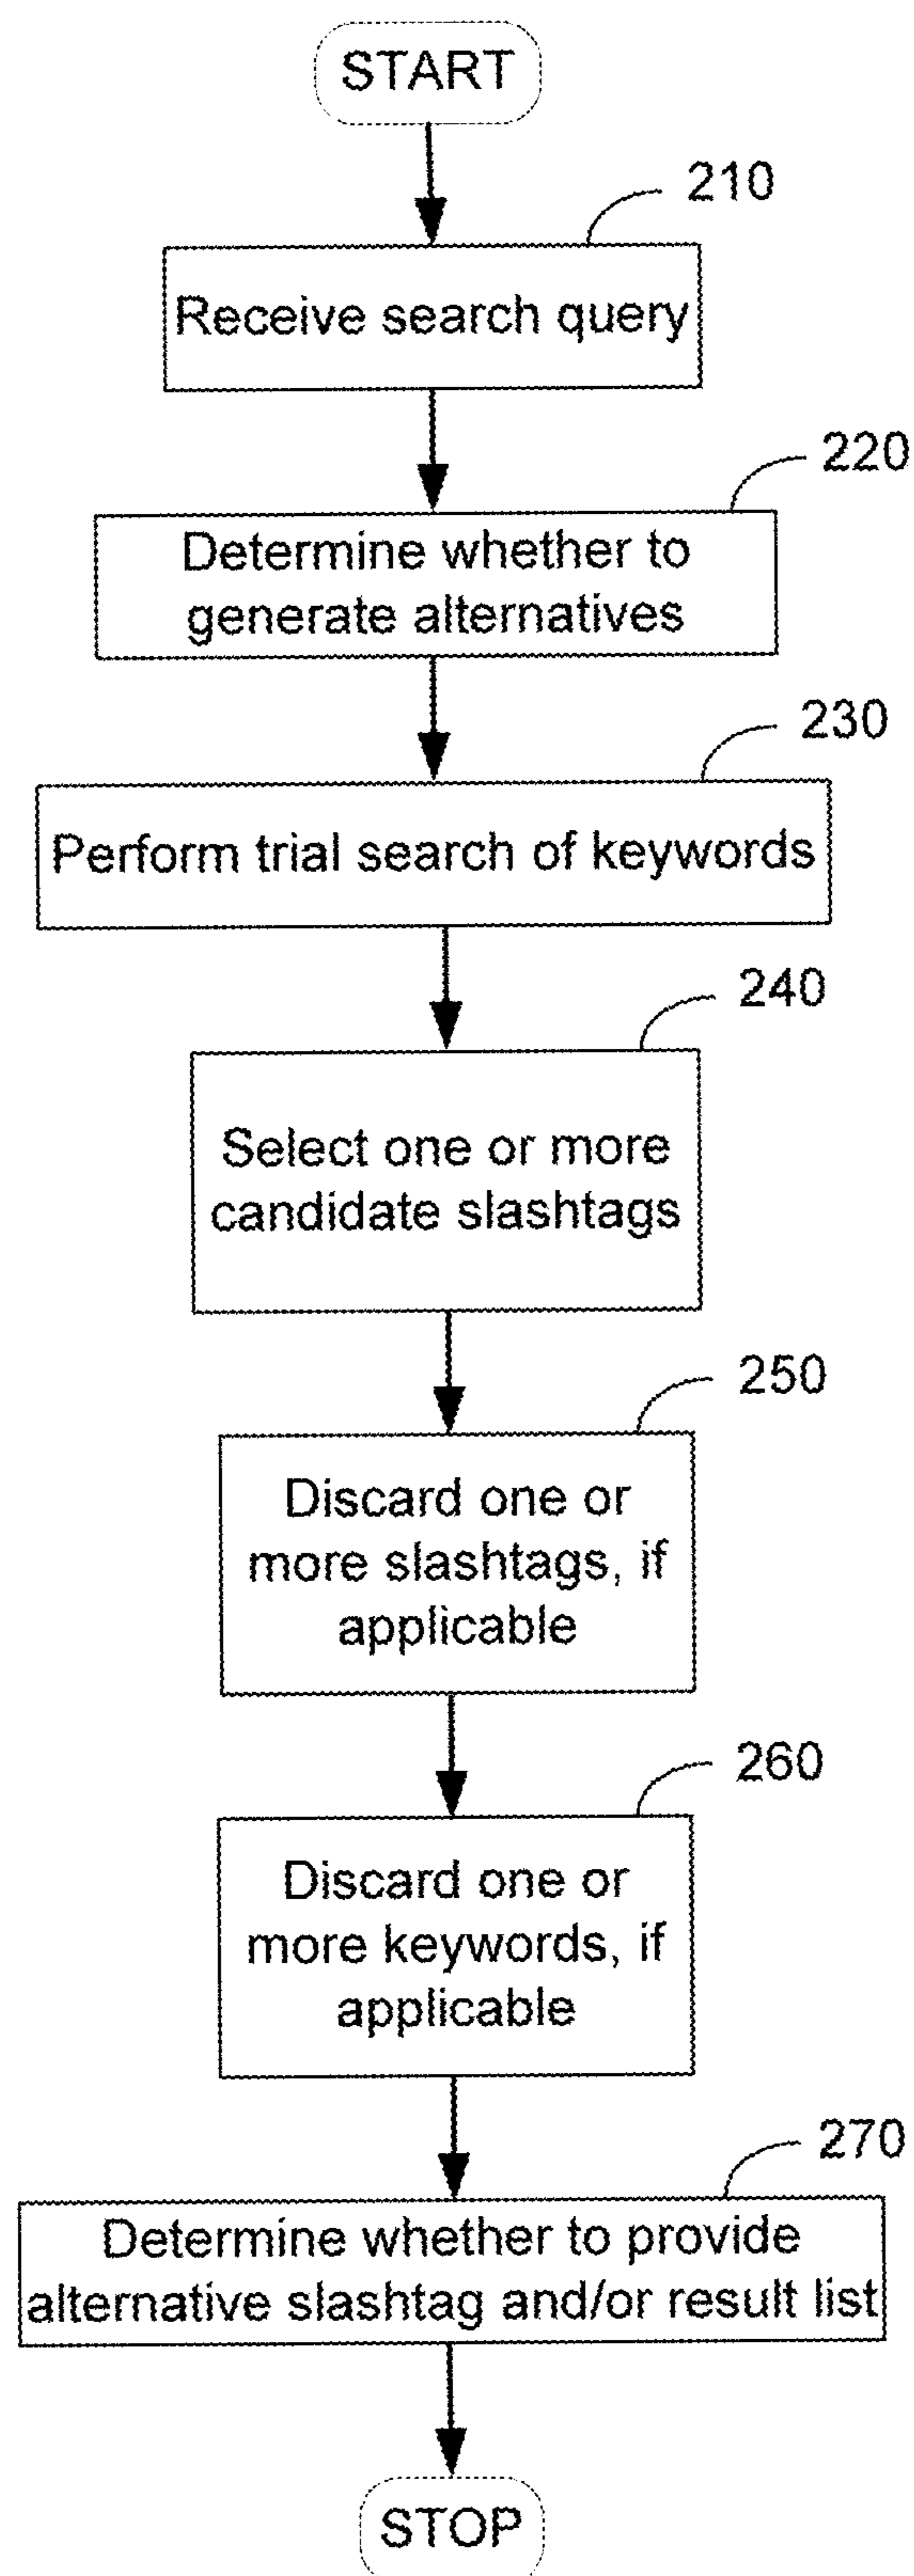 START
210
Receive search query
220
Determine whether to
generate alternatives
230
Perform trial search of keywords
240
Select one or more
candidate slashtags
250
Discard one or
more slashtags, if
applicable
260
Discard one or
more keywords, if
applicable
270
Determine whether to provide
alternative slashtag and/or result list
STOP